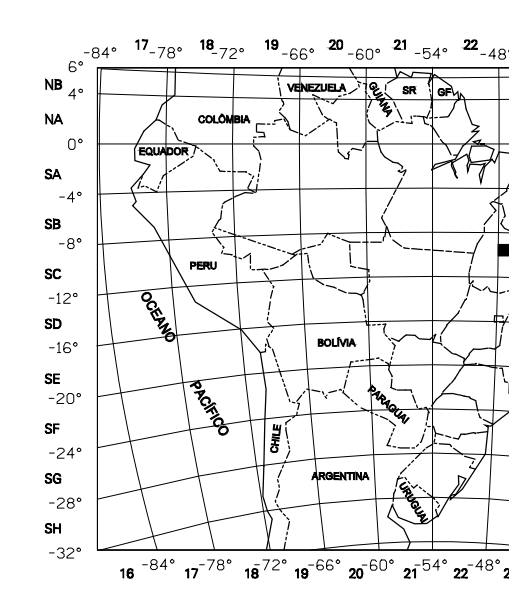 17 18 19 20 21 22
-84° -78° -72° -66° -60° -54° -48°
6°
NB
VENEZUELA
4°
GUIANA
SR
GF
NA
COLÔMBIA
0°
EQUADOR
SA
-4°
SB
-8°
PERU
SC
-12°
OCEANO
SD
BOLÍVIA
-16°
SE
PACÍFICO
-20°
PARAGUAI
SF
CHILE
-24°
SG
ARGENTINA
-28°
URUGUAI
SH
-32°
-84° -78° -72° -66° -60° -54° -48°
16 17 18 19 20 21 22